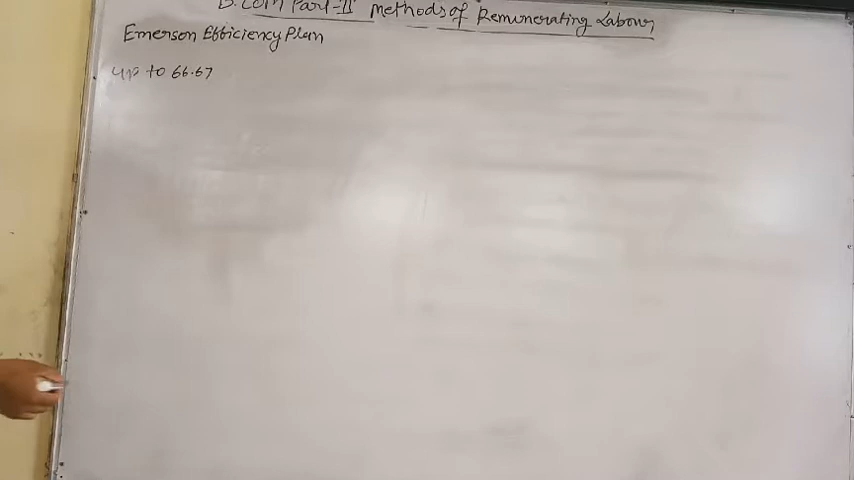 B.Com Part-II Methods of Remunerating Labour
Emerson Efficiency Plan
up to 66.67